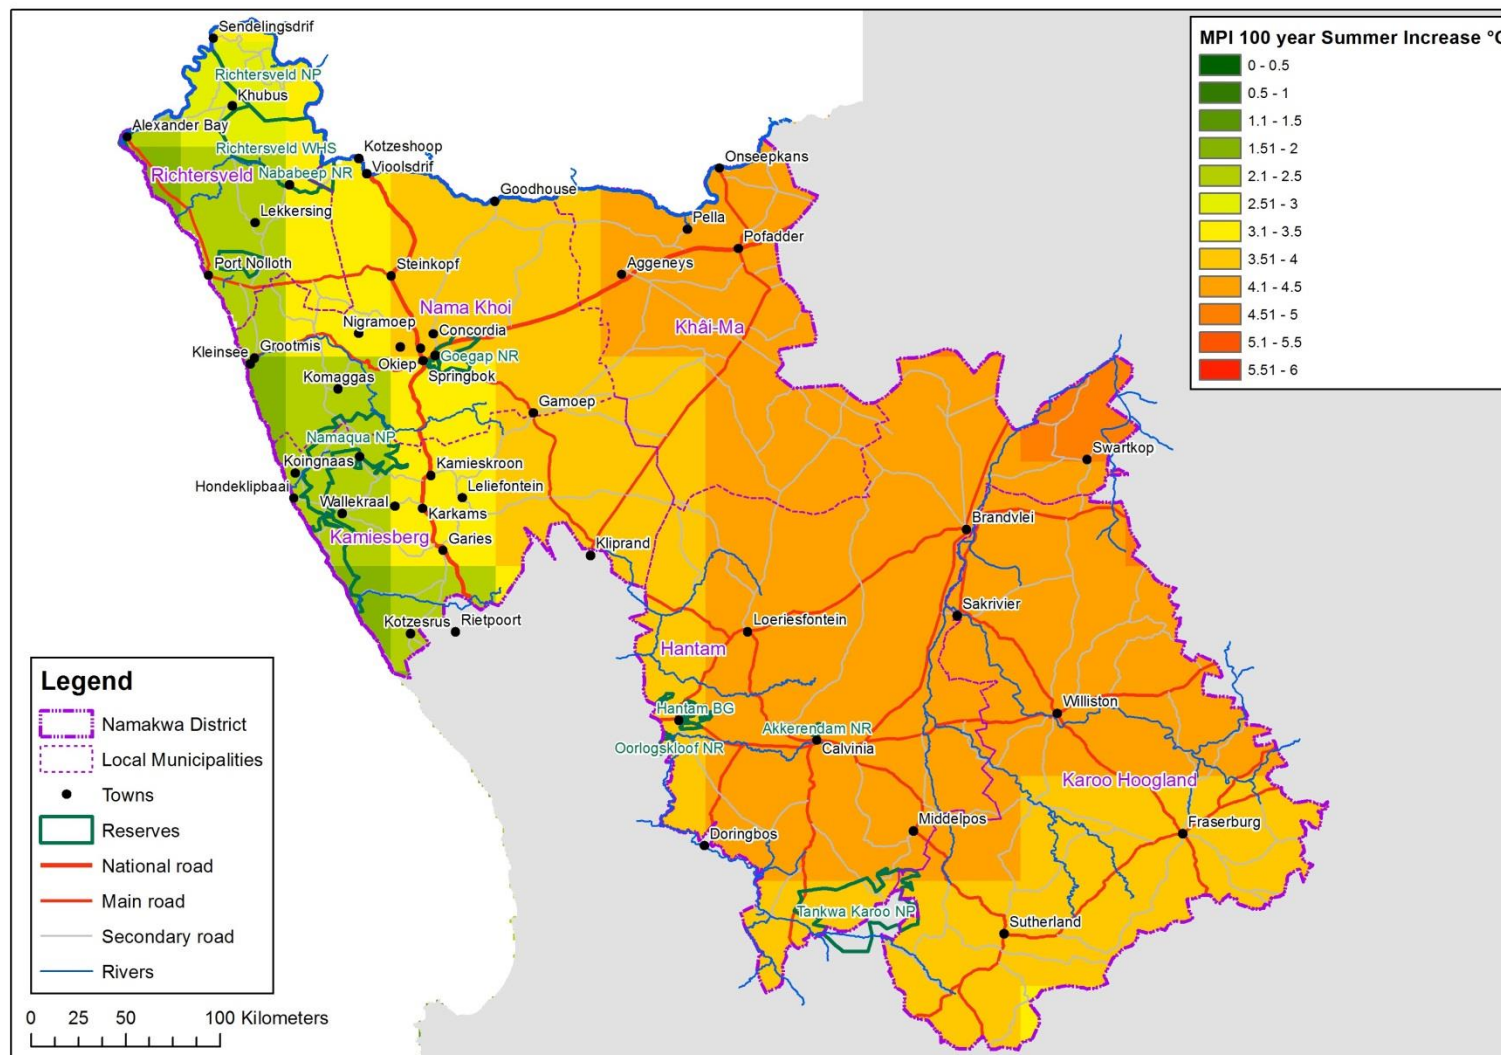 Sendelingsdrif
Richtersveld NP
Khubus
Alexander Bay
Kotzeshoop
Richtersveld WHS
Vioolsdrif
Richtersveld
Nababeep NR
Onseepkans
Goodhouse
Lekkersing
Pella
Pofadder
Port Nolloth
Steinkopf
Aggeneys
Nama Khoi
Khâi-Ma
Nigramoep
Concordia
Kleinsee
Grootmis
Okiep
Goegap NR
Springbok
Komaggas
Gamoep
Namaqua NP
Swartkop
Koingnaas
Kamieskroon
Hondeklipbaai
Leliefontein
Wallekraal
Karkams
Brandvlei
Kamiesberg
Garies
Kliprand
Sakrivier
Kotzesrus
Rietpoort
Loeriesfontein
Hantam
Hantam BG
Williston
Akkerendam NR
Oorlogskloof NR
Calvinia
Karoo Hoogland
Middelpos
Fraserburg
Doringbos
Tankwa Karoo NP
Sutherland
MPI 100 year Summer Increase °C
0 - 0.5
0.5 - 1
1.1 - 1.5
1.51 - 2
2.1 - 2.5
2.51 - 3
3.1 - 3.5
3.51 - 4
4.1 - 4.5
4.51 - 5
5.1 - 5.5
5.51 - 6
Legend
Namakwa District
Local Municipalities
Towns
Reserves
National road
Main road
Secondary road
Rivers
0 25 50 100 Kilometers